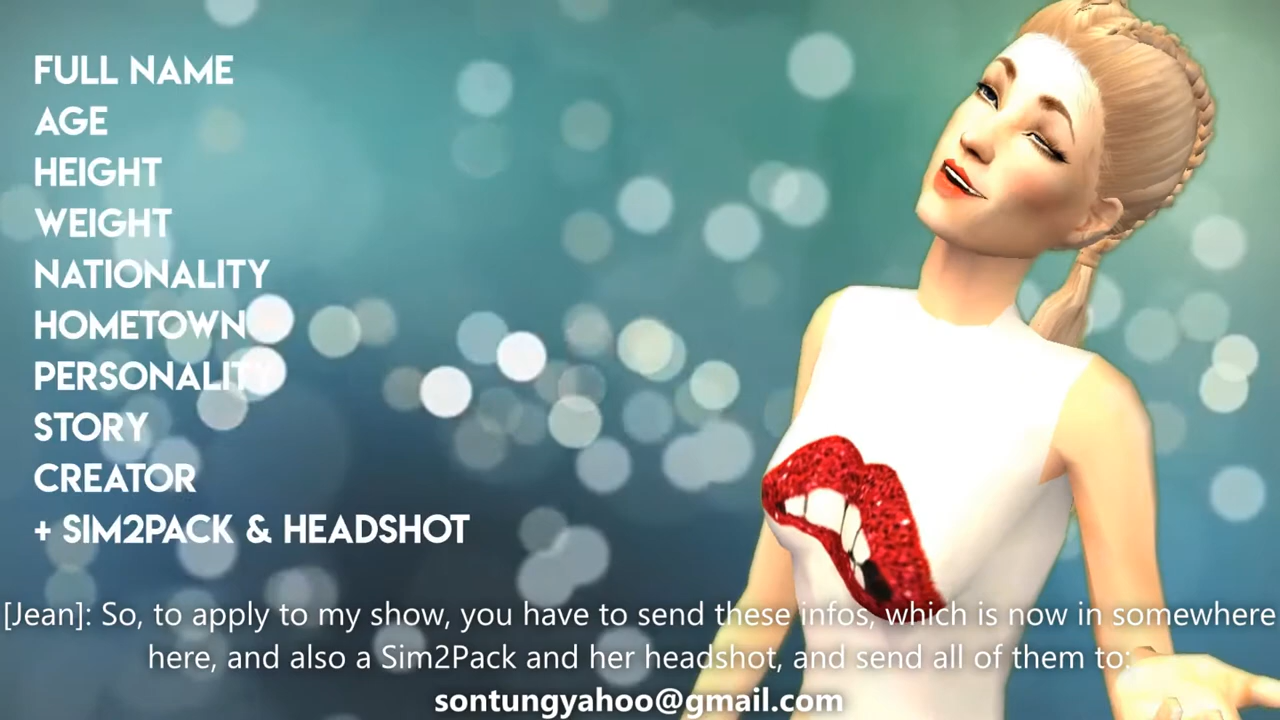 FULL NAME
AGE
HEIGHT
WEIGHT
NATIONALITY
HOMETOWN
PERSONALITY
STORY
CREATOR
+ SIM2PACK & HEADSHOT
[Jean]: So, to apply to my show, you have to send these infos, which is now in somewhere
here, and also a Sim2Pack and her headshot, and send all of them to:
sontungyahoo@gmail.com